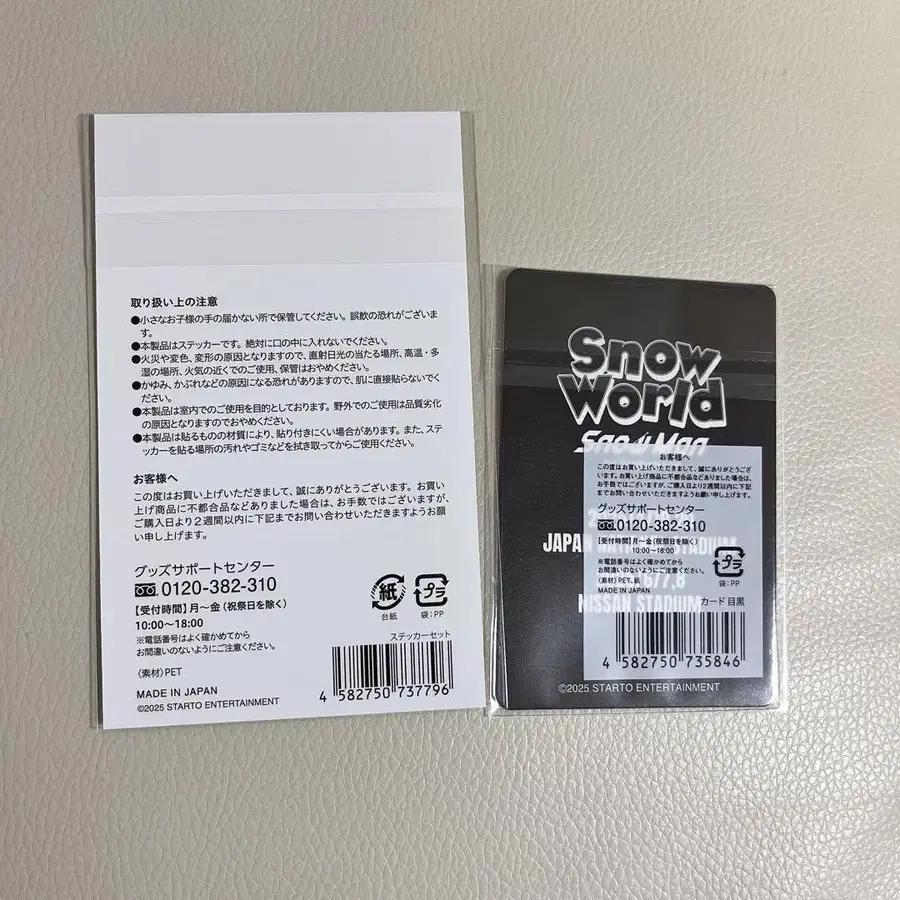 取り扱い上の注意
●小さなお子様の手の届かない所で保管してください。誤飲の恐れがございま
す。
●本製品はステッカーです。絶対に口の中に入れないでください。
●火災や変色、変形の原因となりますので、直射日光の当たる場所、高温・多
湿の場所、火気の近くでのご使用、保管はおやめください。
●かゆみ、かぶれなどの原因になる恐れがありますので、肌に直接貼らないでく
ださい。
●本製品は室内でのご使用を目的としております。野外でのご使用は品質劣化
の原因となりますのでおやめください。
●本製品は貼るものの材質により、貼り付きにくい場合があります。また、ステ
ッカーを貼る場所の汚れやゴミなどを拭き取ってからご使用ください。
お客様へ
この度はお買い上げいただきまして、誠にありがとうございます。お買い
上げ商品に不都合品などありました場合は、お手数ではございますが、
ご購入日より2週間以内に下記までお問い合わせいただきますようお願
い申し上げます。
グッズサポートセンター
0120-382-310
【受付時間】月〜金（祝祭日を除く）
10:00〜18:00
※電話番号はよく確かめてから
お間違いのないようにご注意ください。
〈素材〉PET
MADE IN JAPAN
©2025 STARTO ENTERTAINMENT
紙
台紙
プラ
袋：PP
ステッカーセット
4 582750 737796
Snow
World
Snow Man
お客様へ
この度はお買い上げいただきまして、誠にありがとうござい
ます。お買い上げ商品に不都合品などありました場合は、
お手数ではございますが、ご購入日より2週間以内に下記
までお問い合わせいただきますようお願い申し上げます。
グッズサポートセンター
0120-382-310
【受付時間】月〜金（祝祭日を除く）
10:00〜18:00
※電話番号はよく確かめてから
お間違いのないようにご注意ください。
〈素材〉PET、紙
MADE IN JAPAN
プラ
袋：PP
JAPAN NATIONAL STADIUM
6,7,8
NISSAN STADIUM
カード 目黒
4 582750 735846
©2025 STARTO ENTERTAINMENT